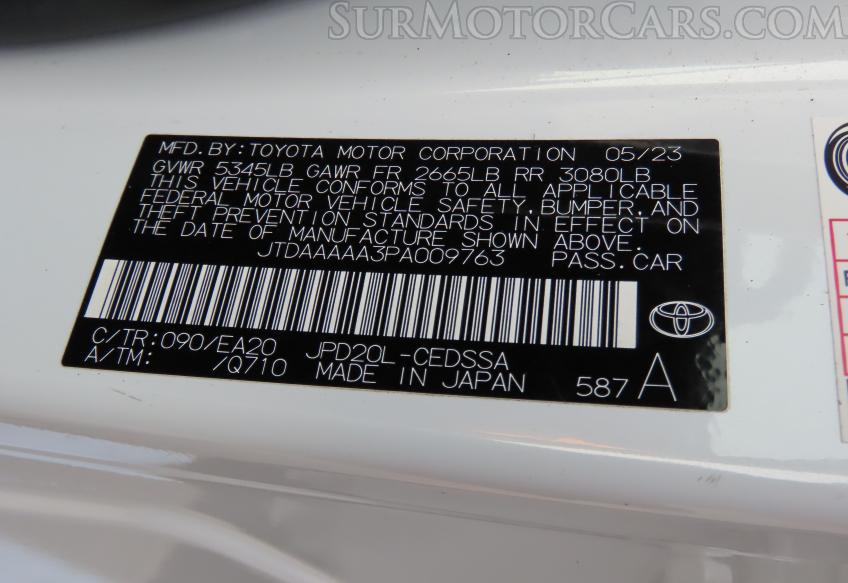 SurMotorCars.com
MFD. BY: TOYOTA MOTOR CORPORATION 05/23
GVWR 5345LB GAWR FR 2665LB RR 3080LB
THIS VEHICLE CONFORMS TO ALL APPLICABLE
FEDERAL MOTOR VEHICLE SAFETY, BUMPER, AND
THEFT PREVENTION STANDARDS IN EFFECT ON
THE DATE OF MANUFACTURE SHOWN ABOVE.
JTDAAAAA3PA009763 PASS.CAR
C/TR:090/EA20 JPD20L-CEDSSA
A/TM: /Q710 MADE IN JAPAN 587 A